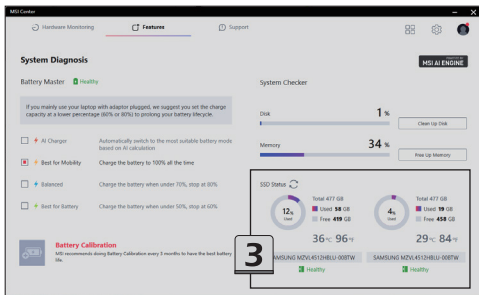 MSI Center
Hardware Monitoring
Features
Support
System Diagnosis
POWERED BY
MSI AI ENGINE
Battery Master
Healthy
If you mainly use your laptop with adaptor plugged, we suggest you set the charge
capacity at a lower percentage (60% or 80%) to prolong your battery lifecycle.
AI Charger
Automatically switch to the most suitable battery mode
based on AI calculation
Best for Mobility
Charge the battery to 100% all the time
Balanced
Charge the battery when under 70%, stop at 80%
Best for Battery
Charge the battery when under 50%, stop at 60%
Battery Calibration
MSI recommends doing Battery Calibration every 3 months to have the best battery
life.
System Checker
Disk
1 %
Clean Up Disk
Memory
34 %
Free Up Memory
SSD Status
12%
Used
Total 477 GB
Used 58 GB
Free 419 GB
36°C 96°F
SAMSUNG MZVL4512HBLU-00BTW
Healthy
4%
Used
Total 477 GB
Used 19 GB
Free 458 GB
29°C 84°F
SAMSUNG MZVL4512HBLU-00BTW
Healthy
3